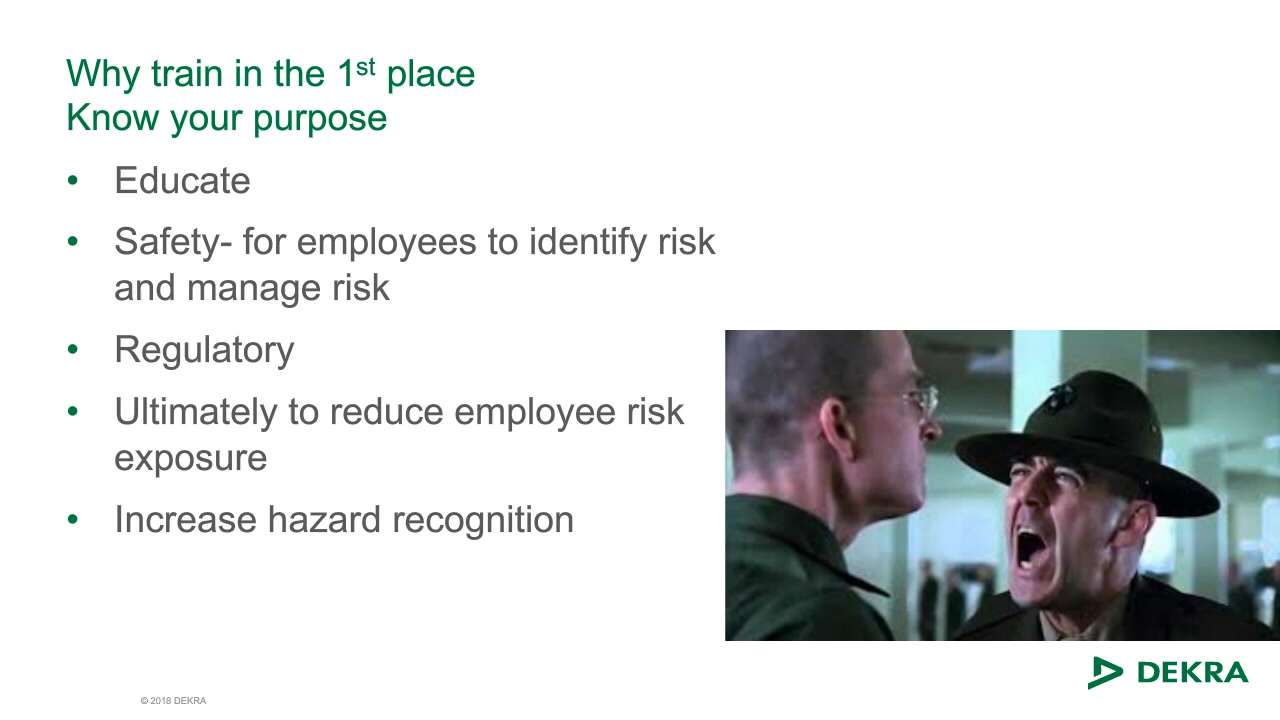 Why train in the 1st place
Know your purpose
• Educate
• Safety- for employees to identify risk
and manage risk
• Regulatory
• Ultimately to reduce employee risk
exposure
• Increase hazard recognition
DEKRA
© 2018 DEKRA